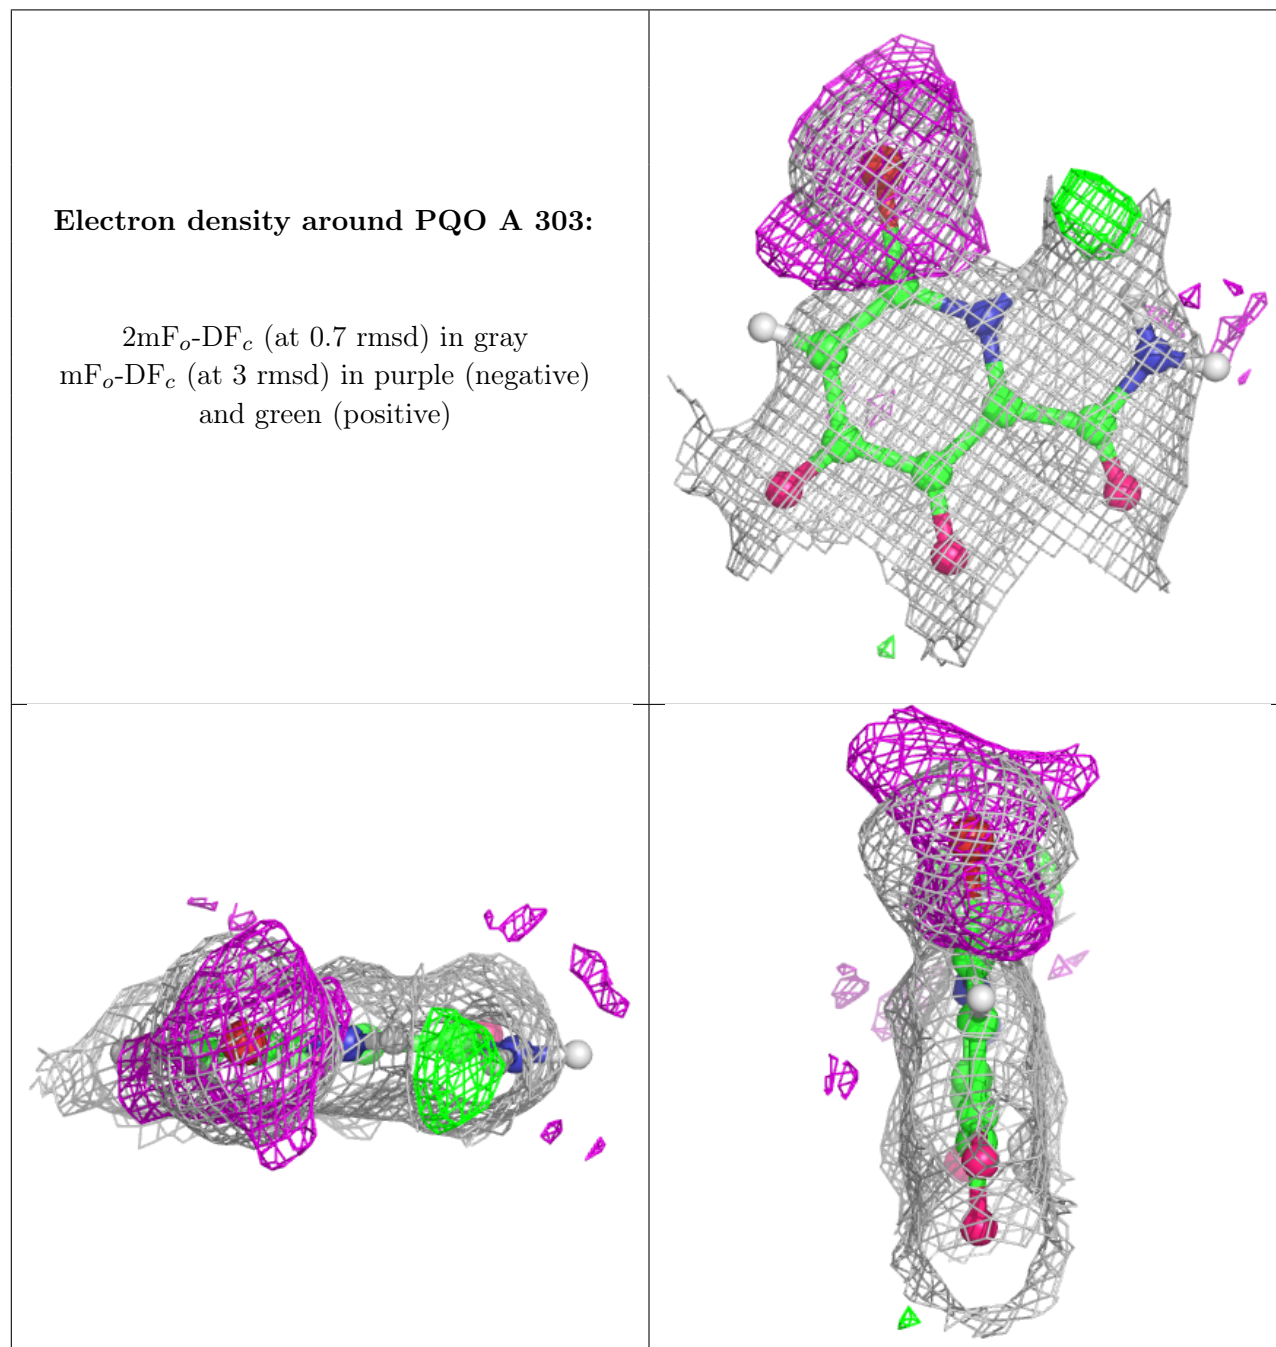 Electron density around PQO A 303:
2mFo-DFc (at 0.7 rmsd) in gray
mFo-DFc (at 3 rmsd) in purple (negative)
and green (positive)